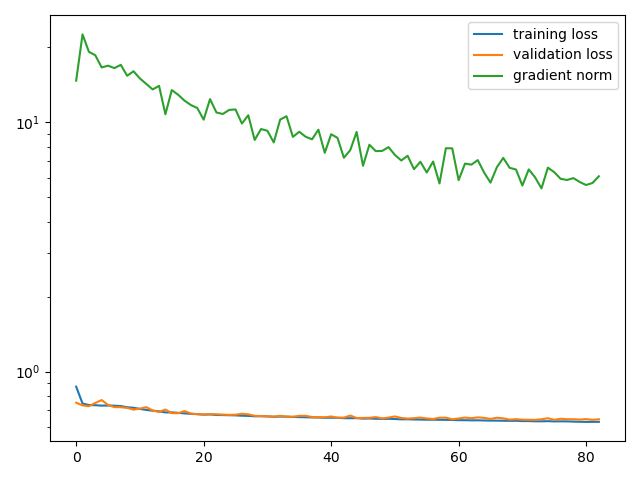 training loss
validation loss
gradient norm
10¹
10⁰
0 20 40 60 80